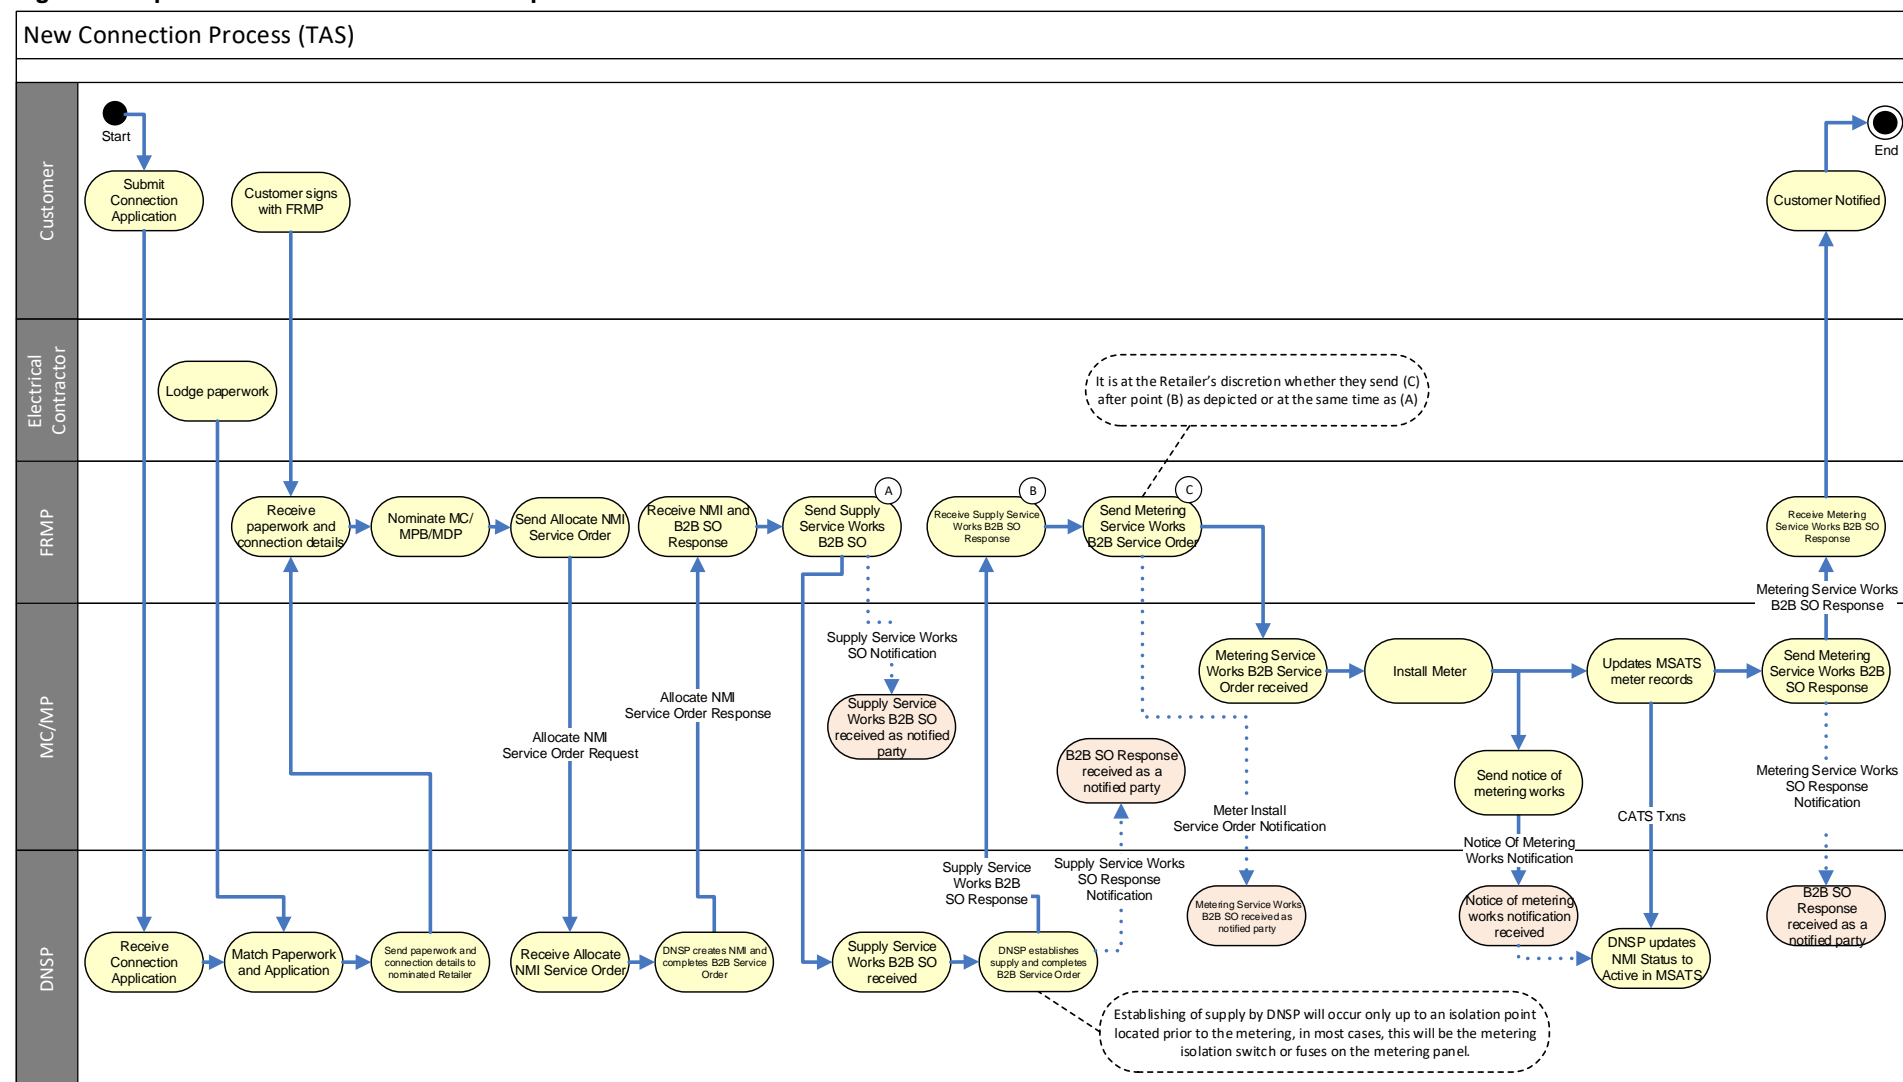 New Connection Process (TAS)
Customer
Start
Submit
Connection
Application
Customer signs
with FRMP
Customer Notified
End
Electrical
Contractor
Lodge paperwork
It is at the Retailer's discretion whether they send (C)
after point (B) as depicted or at the same time as (A)
FRMP
Receive
paperwork and
connection details
Nominate MC/
MPB/MDP
Send Allocate NMI
Service Order
Receive NMI and
B2B SO
Response
A
Send Supply
Service Works
B2B SO
B
Receive Supply Service
Works B2B SO
Response
C
Send Metering
Service Works
B2B Service Order
Receive Metering
Service Works B2B SO
Response
Metering Service Works
B2B SO Response
MC/MP
Supply Service Works
SO Notification
Supply Service
Works B2B SO
received as notified
party
Allocate NMI
Service Order Response
Allocate NMI
Service Order Request
Metering Service
Works B2B Service
Order received
Install Meter
Updates MSATS
meter records
Send Metering
Service Works B2B
SO Response
B2B SO Response
received as a
notified party
Send notice of
metering works
Metering Service Works
SO Response
Notification
Meter Install
Service Order Notification
CATS Txns
Notice Of Metering
Works Notification
Supply Service
Works B2B
SO Response
Supply Service Works
SO Response
Notification
DNSP
Receive
Connection
Application
Match Paperwork
and Application
Send paperwork and
connection details to
nominated Retailer
Receive Allocate
NMI Service Order
DNSP creates NMI and
completes B2B Service
Order
Supply Service
Works B2B SO
received
DNSP establishes
supply and completes
B2B Service Order
Metering Service Works
B2B SO received as
notified party
Notice of metering
works notification
received
DNSP updates
NMI Status to
Active in MSATS
B2B SO
Response
received as a
notified party
Establishing of supply by DNSP will occur only up to an isolation point
located prior to the metering, in most cases, this will be the metering
isolation switch or fuses on the metering panel.